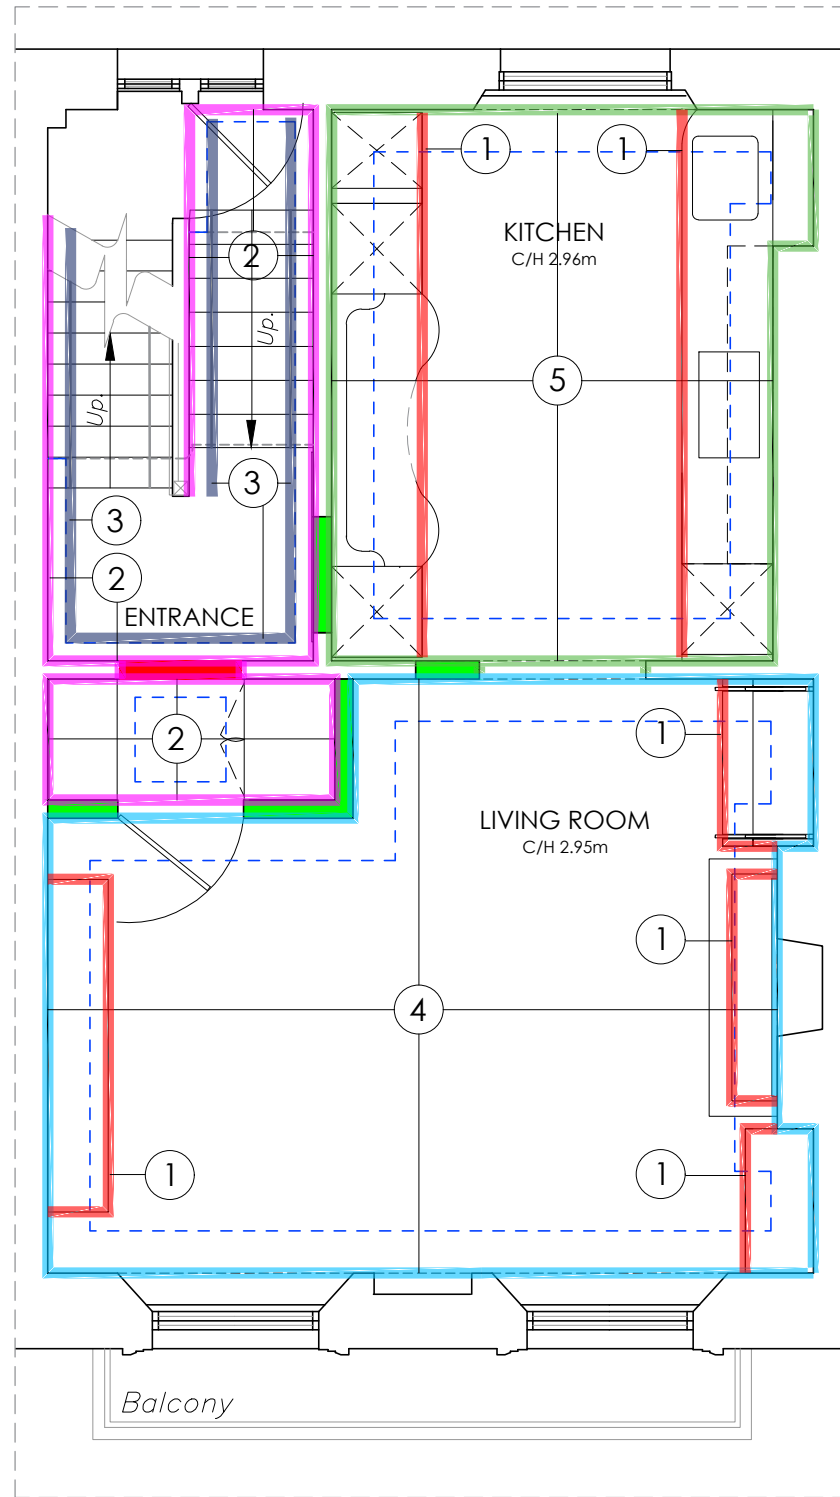 1
1
KITCHEN
C/H 2.96m
2
Up.
5
Up.
3
3
2
ENTRANCE
2
1
LIVING ROOM
C/H 2.95m
1
4
1
1
Balcony